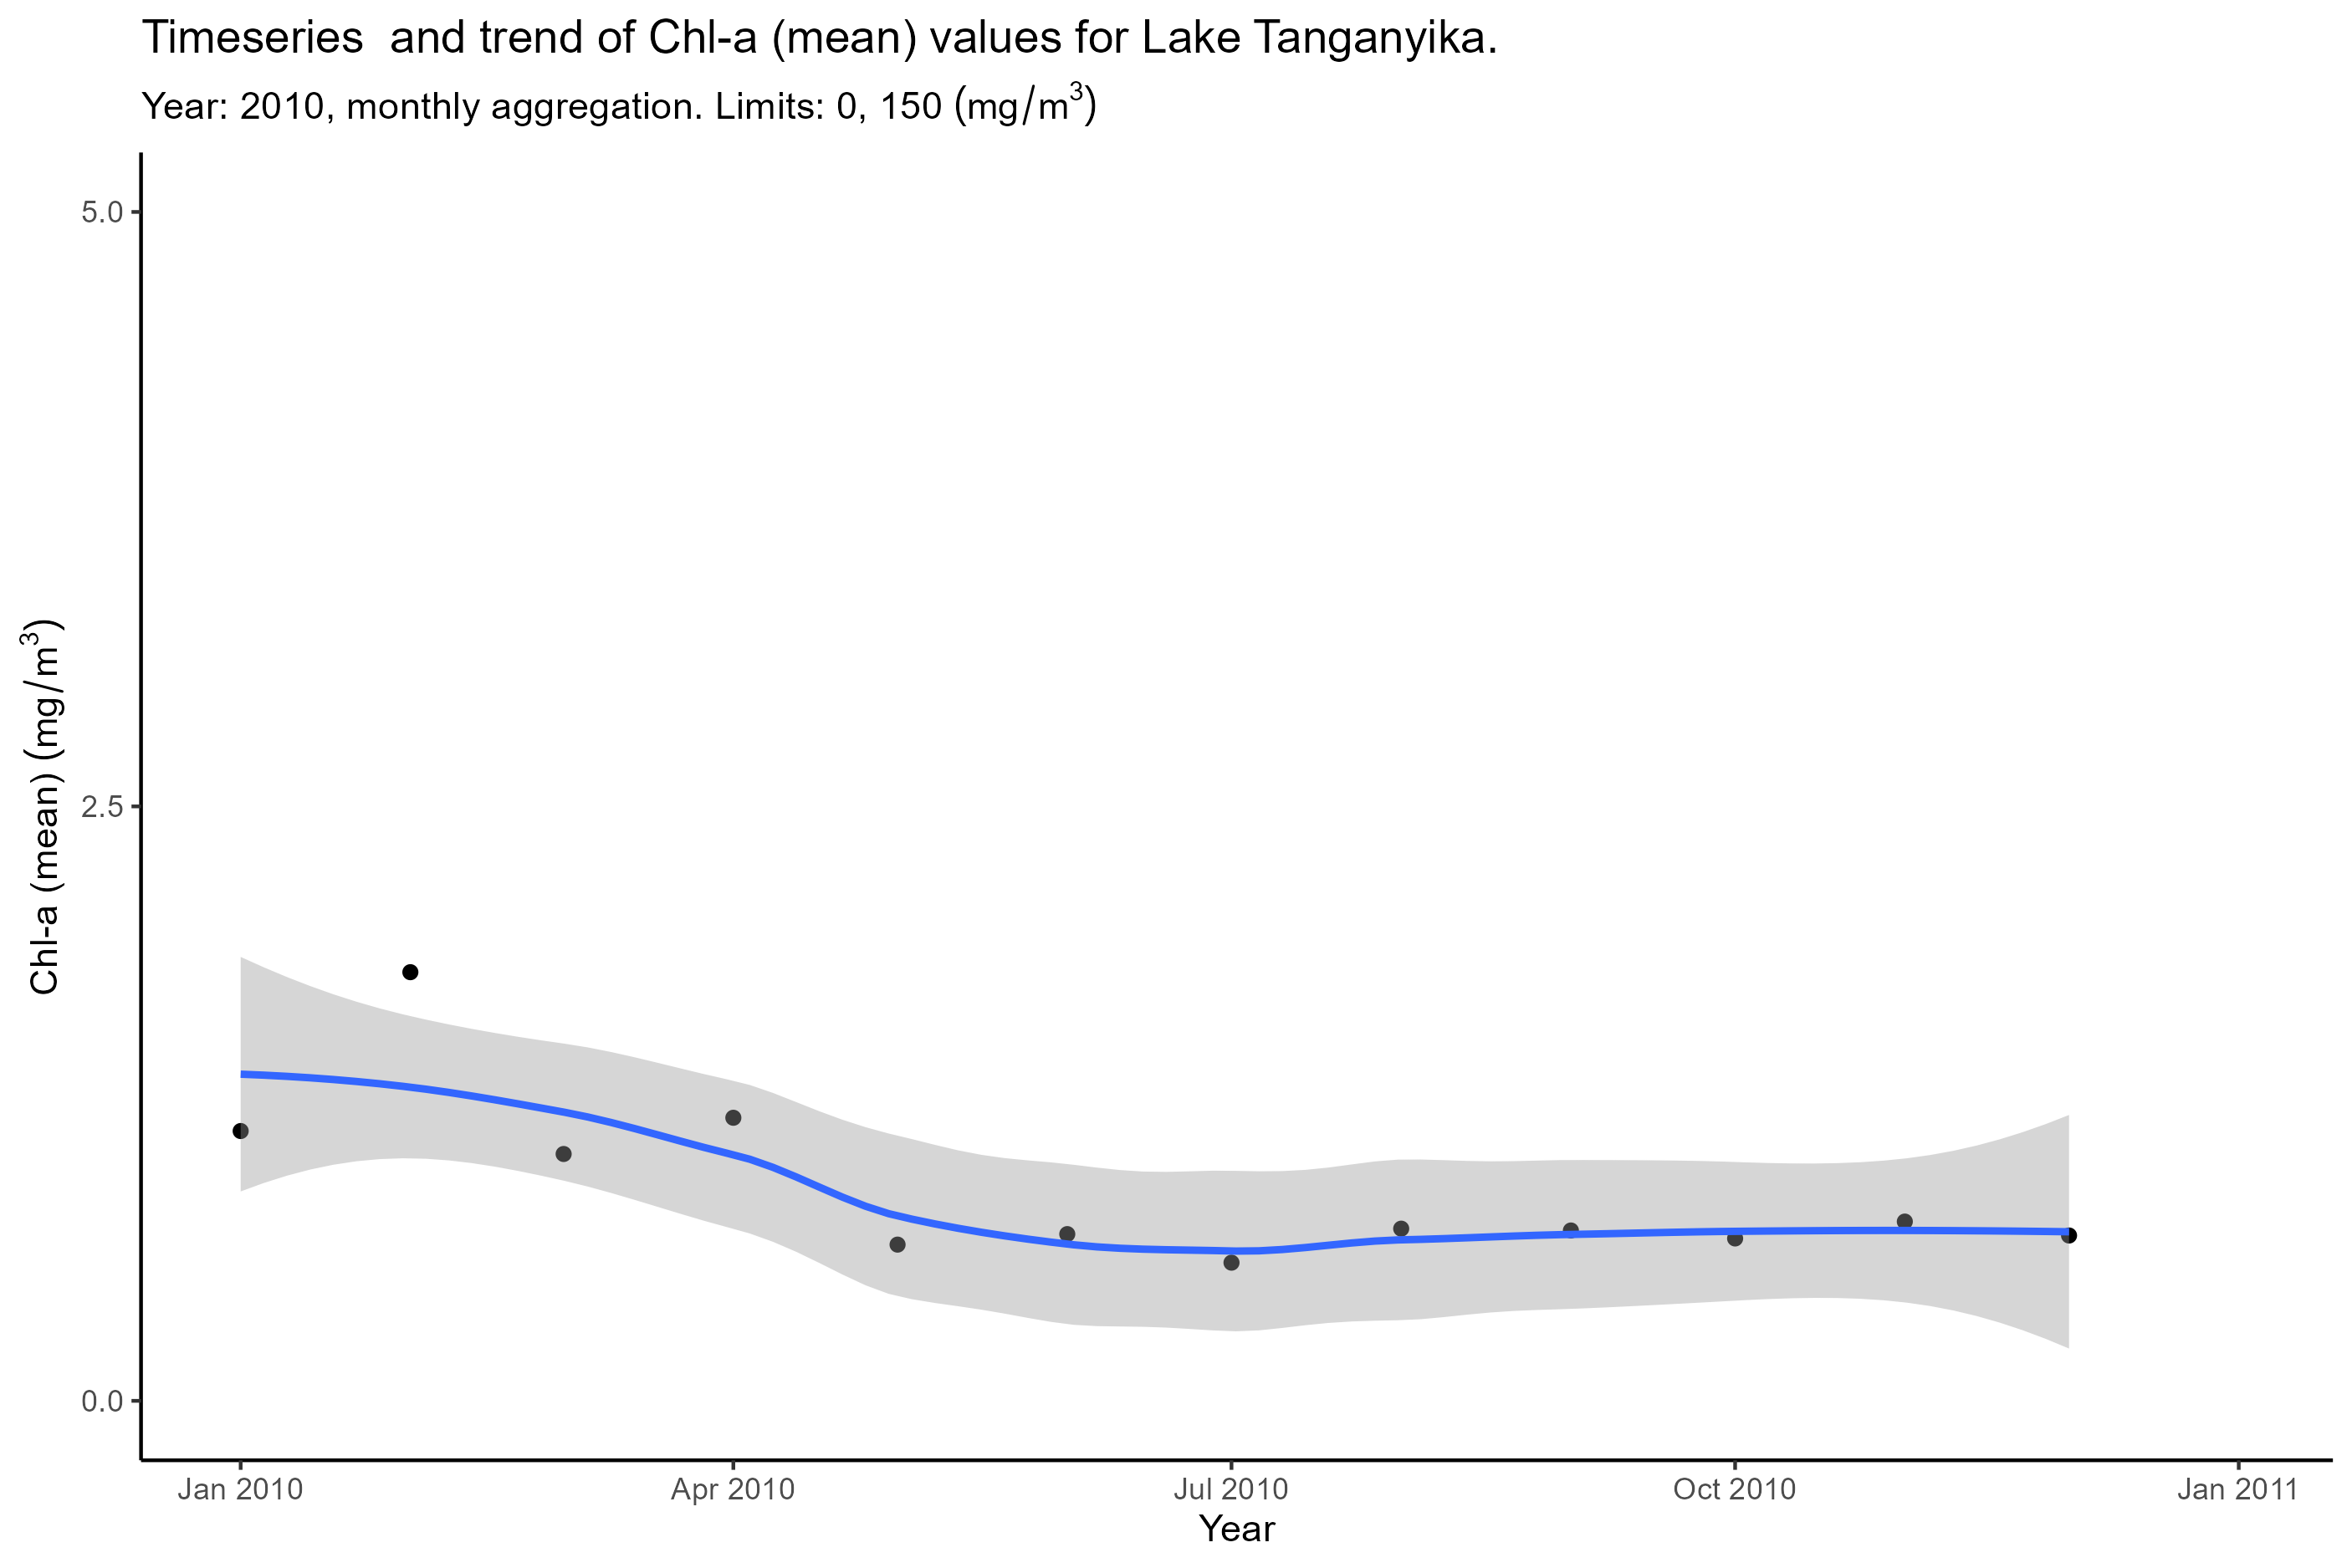 Timeseries  and trend of Chl-a (mean) values for Lake Tanganyika.
Year: 2010, monthly aggregation. Limits: 0, 150 (mg/m³)
Chl-a (mean) (mg/m³)
5.0
2.5
0.0
Jan 2010 Apr 2010 Jul 2010 Oct 2010 Jan 2011
Year